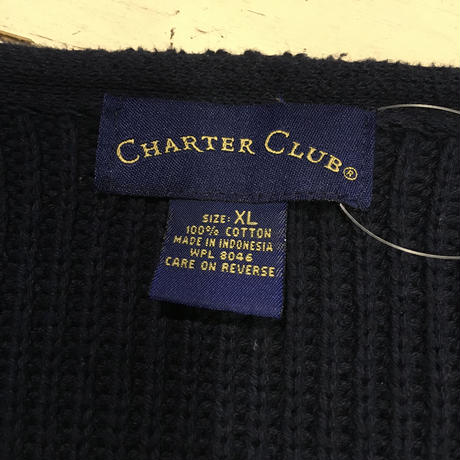 CHARTER CLUB®
SIZE: XL
100% COTTON
MADE IN INDONESIA
WPL 8046
CARE ON REVERSE